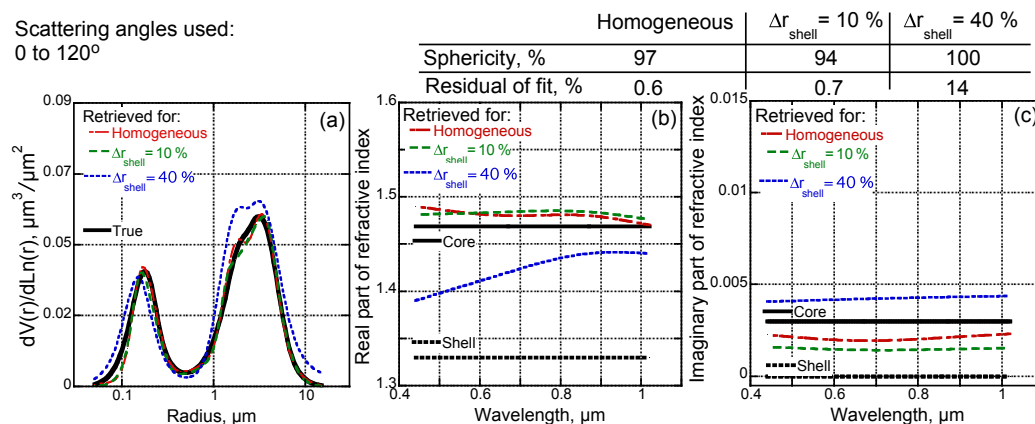 Scattering angles used:
0 to 120º
Homogeneous Δr_shell = 10 % Δr_shell = 40 %
Sphericity, % 97 94 100
Residual of fit, % 0.6 0.7 14
(a)
Retrieved for:
Homogeneous
Δr_shell = 10 %
Δr_shell = 40 %
True
dV(r)/dLn(r), µm³/µm²
0.09
0.07
0.05
0.02
0
0.1 1 10
Radius, µm
(b)
Retrieved for:
Homogeneous
Δr_shell = 10 %
Δr_shell = 40 %
Core
Shell
Real part of refractive index
1.6
1.5
1.4
1.3
0.4 0.6 0.8 1
Wavelength, µm
(c)
Retrieved for:
Homogeneous
Δr_shell = 10 %
Δr_shell = 40 %
Core
Shell
Imaginary part of refractive index
0.015
0.01
0.005
0
0.4 0.6 0.8 1
Wavelength, µm